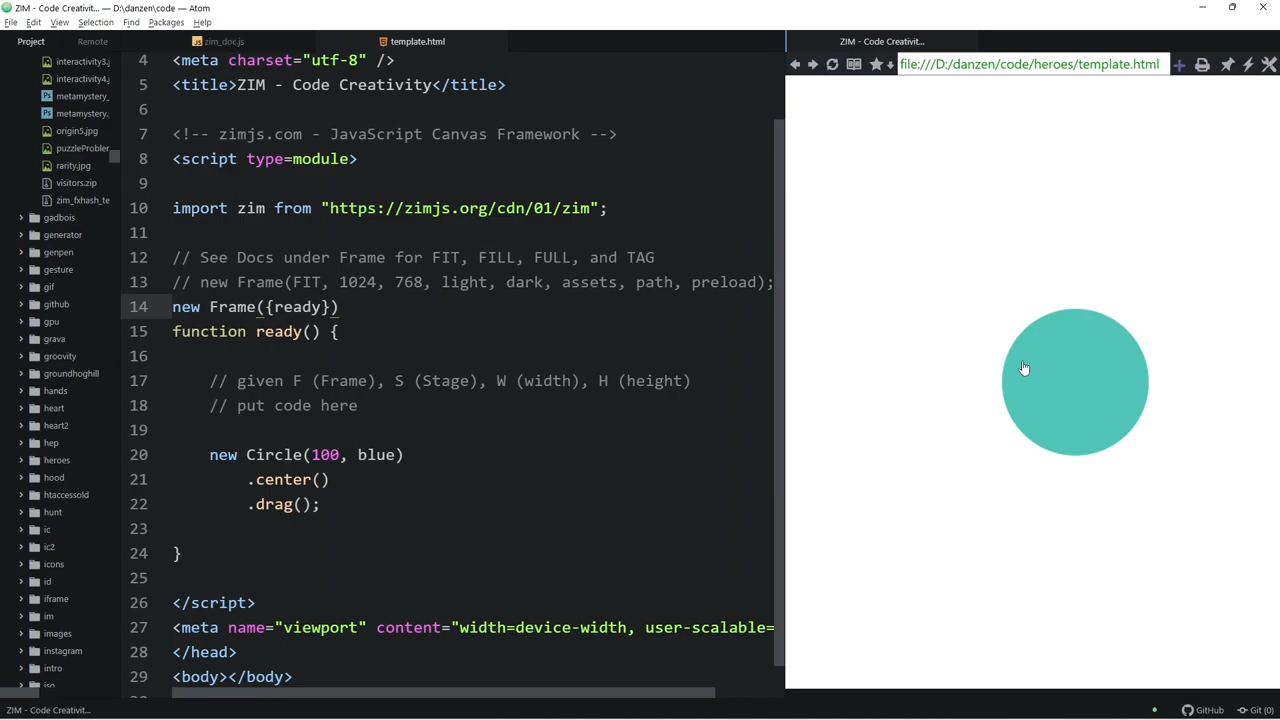 ZIM - Code Creativit... — D:\danzen\code — Atom
File Edit View Selection Find Packages Help
Project Remote zim_doc.js template.html ZIM - Code Creativit...
file:///D:/danzen/code/heroes/template.html
interactivity3.j
interactivity4.j
metamystery_
metamystery.
origin5.jpg
puzzleProbler
rarity.jpg
visitors.zip
zim_fxhash_te
gadbois
generator
genpen
gesture
gif
github
gpu
grava
groovity
groundhoghill
hands
heart
heart2
hep
heroes
hood
htaccessold
hunt
ic
ic2
icons
id
iframe
im
images
instagram
intro
iso
4 <meta charset="utf-8" />
5 <title>ZIM - Code Creativity</title>
6
7 <!-- zimjs.com - JavaScript Canvas Framework -->
8 <script type=module>
9
10 import zim from "https://zimjs.org/cdn/01/zim";
11
12 // See Docs under Frame for FIT, FILL, FULL, and TAG
13 // new Frame(FIT, 1024, 768, light, dark, assets, path, preload);
14 new Frame({ready})
15 function ready() {
16
17 // given F (Frame), S (Stage), W (width), H (height)
18 // put code here
19
20 new Circle(100, blue)
21 .center()
22 .drag();
23
24 }
25
26 </script>
27 <meta name="viewport" content="width=device-width, user-scalable=
28 </head>
29 <body></body>
ZIM - Code Creativit... GitHub Git (0)